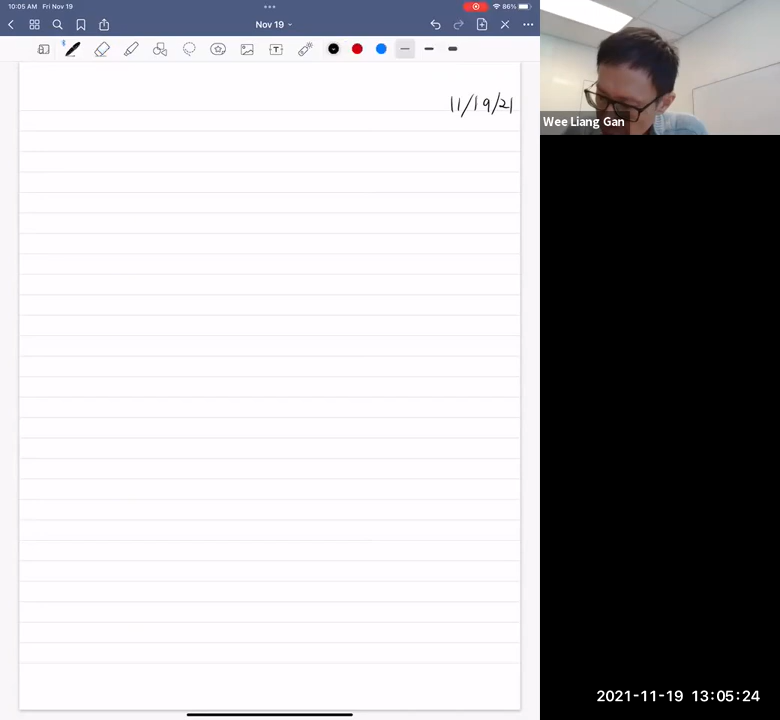 10:05 AM Fri Nov 19
86%
Nov 19
T
11/19/21
Wee Liang Gan
2021-11-19 13:05:24